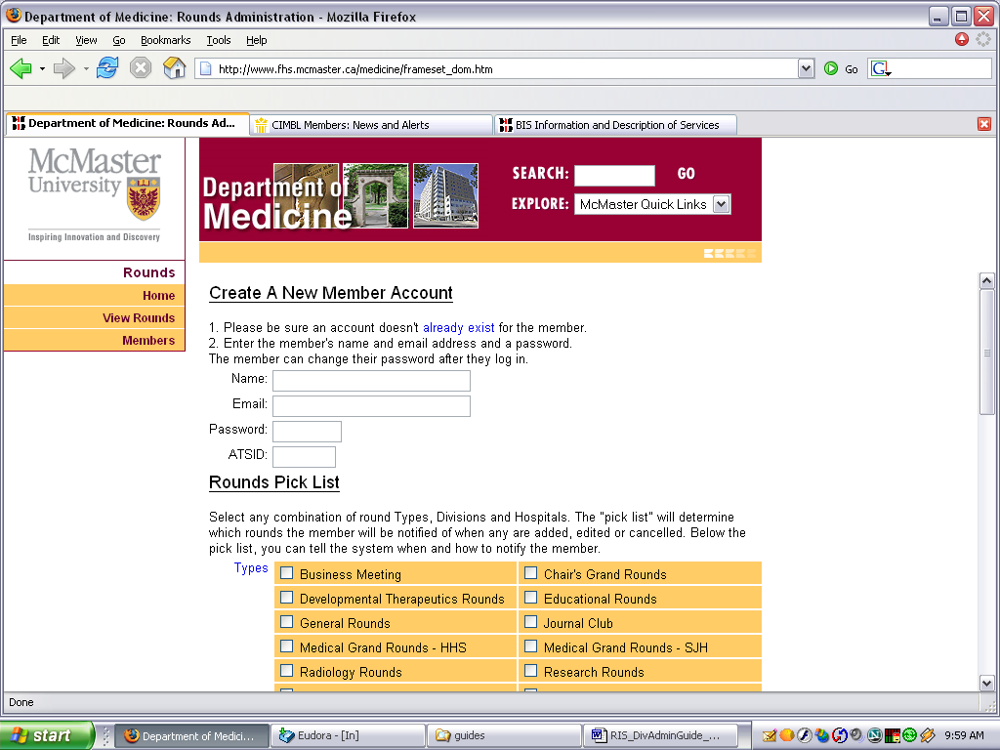 Department of Medicine: Rounds Administration - Mozilla Firefox
File Edit View Go Bookmarks Tools Help
http://www.fhs.mcmaster.ca/medicine/frameset_dom.htm Go G
Department of Medicine: Rounds Ad... CIMBL Members: News and Alerts BIS Information and Description of Services
McMaster
University
Inspiring Innovation and Discovery
Department of
Medicine
SEARCH: GO
EXPLORE: McMaster Quick Links
Rounds
Home
View Rounds
Members
Create A New Member Account
1. Please be sure an account doesn't already exist for the member.
2. Enter the member's name and email address and a password.
The member can change their password after they log in.
Name:
Email:
Password:
ATSID:
Rounds Pick List
Select any combination of round Types, Divisions and Hospitals. The "pick list" will determine
which rounds the member will be notified of when any are added, edited or cancelled. Below the
pick list, you can tell the system when and how to notify the member.
Types Business Meeting Chair's Grand Rounds
Developmental Therapeutics Rounds Educational Rounds
General Rounds Journal Club
Medical Grand Rounds - HHS Medical Grand Rounds - SJH
Radiology Rounds Research Rounds
Done
start Department of Medici... Eudora - [In] guides RIS_DivAdminGuide_... 9:59 AM